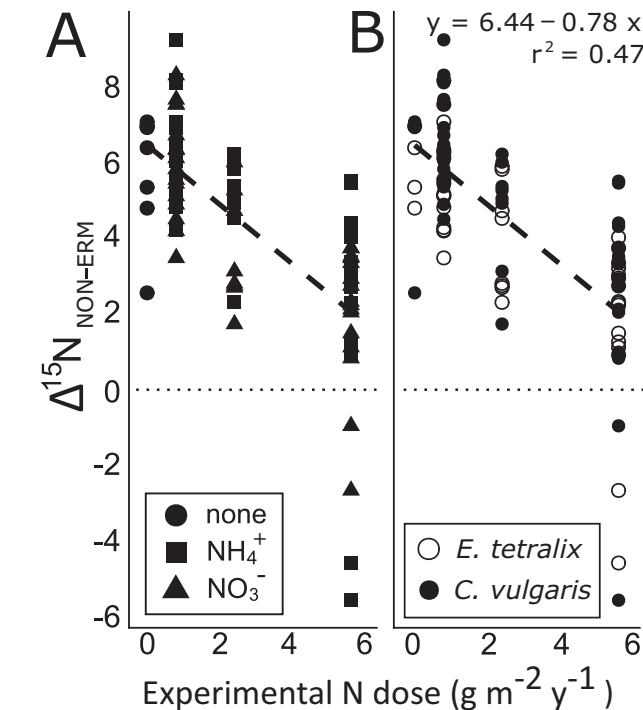 A
B
y = 6.44 – 0.78 x
r² = 0.47
Δ¹⁵N NON-ERM
8
6
4
2
0
-2
-4
-6
none
NH₄⁺
NO₃⁻
E. tetralix
C. vulgaris
0 2 4 6
0 2 4 6
Experimental N dose (g m⁻² y⁻¹)